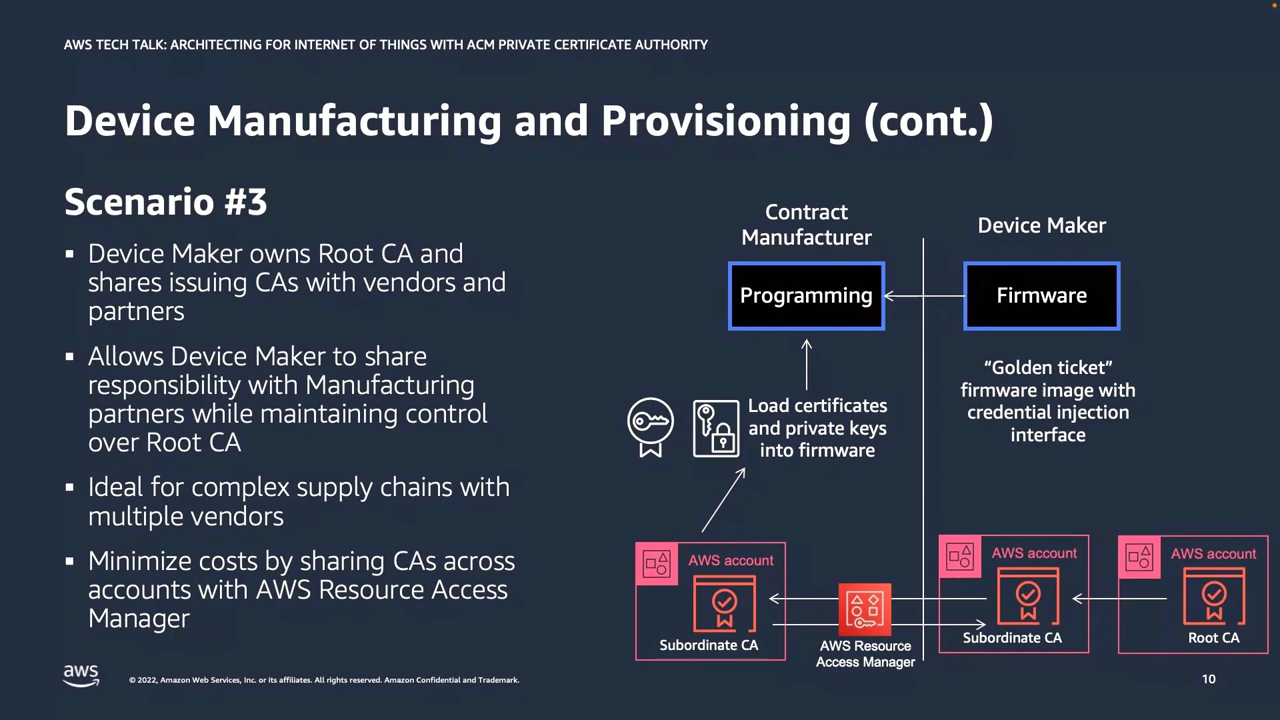 AWS TECH TALK: ARCHITECTING FOR INTERNET OF THINGS WITH ACM PRIVATE CERTIFICATE AUTHORITY
Device Manufacturing and Provisioning (cont.)
Scenario #3
▪ Device Maker owns Root CA and
shares issuing CAs with vendors and
partners
▪ Allows Device Maker to share
responsibility with Manufacturing
partners while maintaining control
over Root CA
▪ Ideal for complex supply chains with
multiple vendors
▪ Minimize costs by sharing CAs across
accounts with AWS Resource Access
Manager
Contract
Manufacturer
Device Maker
Programming
Firmware
Load certificates
and private keys
into firmware
“Golden ticket”
firmware image with
credential injection
interface
AWS account
Subordinate CA
AWS Resource
Access Manager
AWS account
Subordinate CA
AWS account
Root CA
aws
© 2022, Amazon Web Services, Inc. or its affiliates. All rights reserved. Amazon Confidential and Trademark.
10